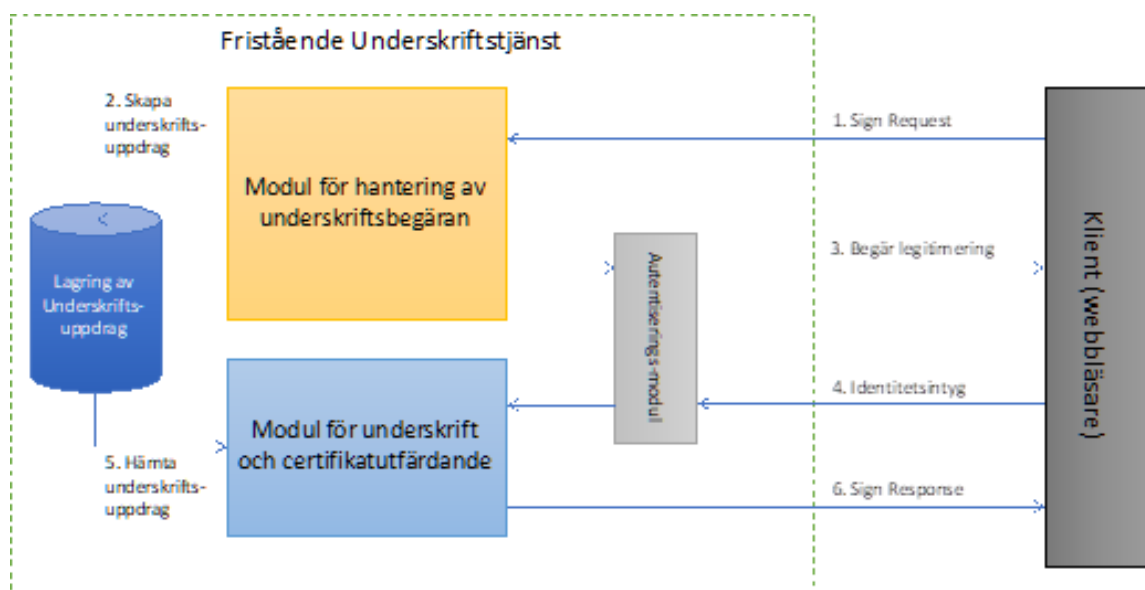 Fristående Underskriftstjänst
2. Skapa
underskrifts-
uppdrag
1. Sign Request
Modul för hantering av
underskriftsbegäran
3. Begär legitimering
Autentiserings-modul
Klient (webbläsare)
Lagring av
Underskrifts-
uppdrag
4. Identitetsintyg
Modul för underskrift
och certifikatutfärdande
5. Hämta
underskrifts-
uppdrag
6. Sign Response